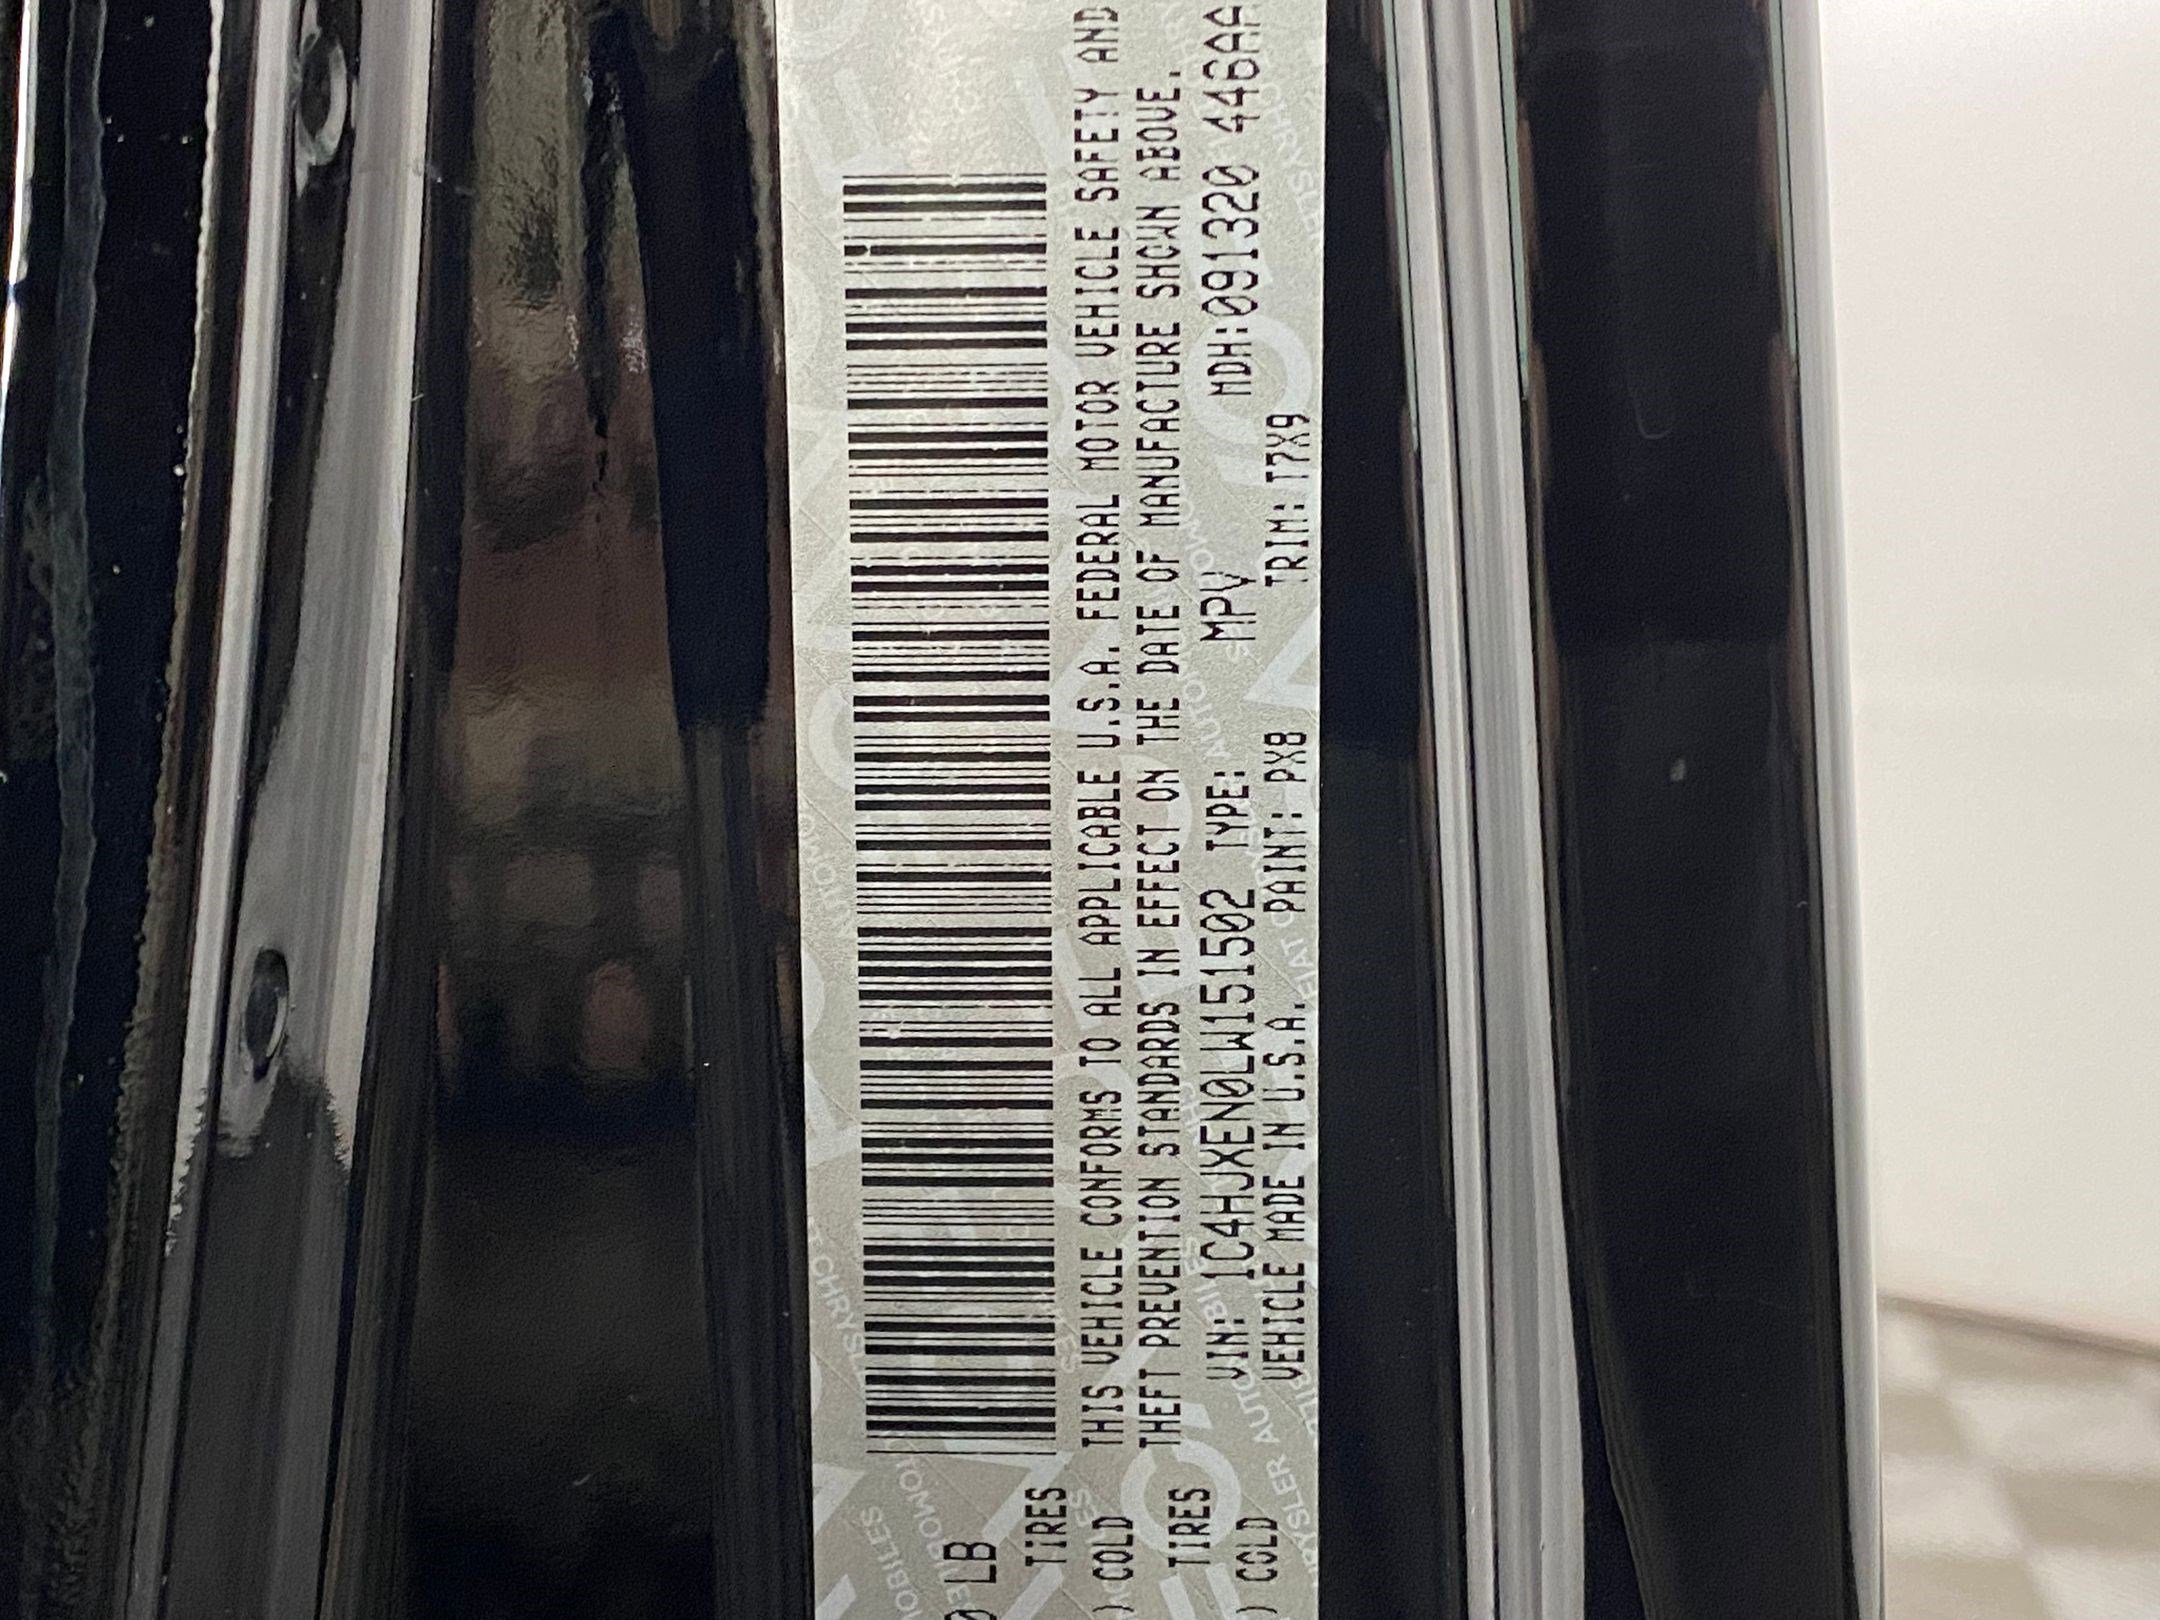 0 LB
TIRES
) COLD
TIRES
) COLD
THIS VEHICLE CONFORMS TO ALL APPLICABLE U.S.A. FEDERAL MOTOR VEHICLE SAFETY AND
THEFT PREVENTION STANDARDS IN EFFECT ON THE DATE OF MANUFACTURE SHOWN ABOVE.
VIN: 1C4HJXEN0LW151502 TYPE: MPV MDH:091320 446AA
VEHICLE MADE IN U.S.A. PAINT: PX8 TRIM: T7X9